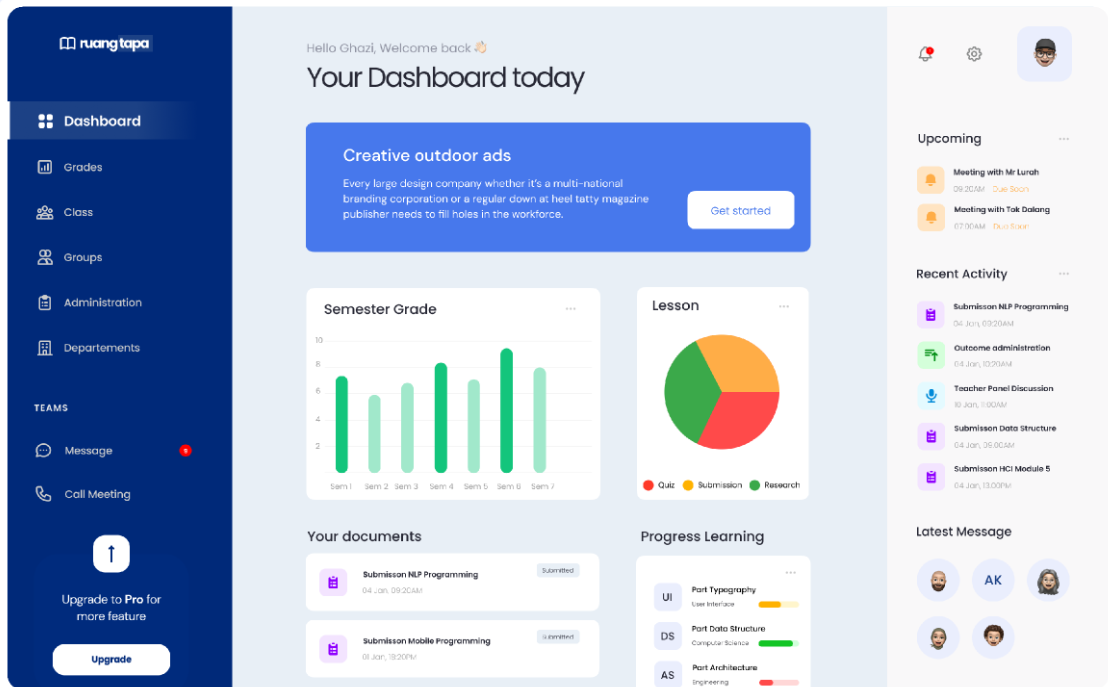 ruangtapa
Dashboard
Grades
Class
Groups
Administration
Departements
TEAMS
Message
Call Meeting
Upgrade to Pro for
more feature
Upgrade
Hello Ghazi, Welcome back 👋🏻
Your Dashboard today
Creative outdoor ads
Every large design company whether it's a multi-national
branding corporation or a regular down at heel tatty magazine
publisher needs to fill holes in the workforce.
Get started
Semester Grade
10
8
6
4
2
Sem 1 Sem 2 Sem 3 Sem 4 Sem 5 Sem 6 Sem 7
Lesson
Quiz Submission Research
Your documents
Submisson NLP Programming
Submitted
04 Jan, 09:20AM
Submisson Mobile Programming
Submitted
01 Jan, 13:20PM
Progress Learning
UI
Part Typography
User Interface
DS
Part Data Structure
Computer Science
AS
Part Architecture
Engineering
Upcoming
Meeting with Mr Lurah
09:20AM Due Soon
Meeting with Tok Dalang
07:00AM Due Soon
Recent Activity
Submisson NLP Programming
04 Jan, 09:20AM
Outcome administration
04 Jan, 10:20AM
Teacher Panel Discussion
10 Jan, 11:00AM
Submisson Data Structure
04 Jan, 09.00AM
Submisson HCI Module 5
04 Jan, 13.00PM
Latest Message
AK